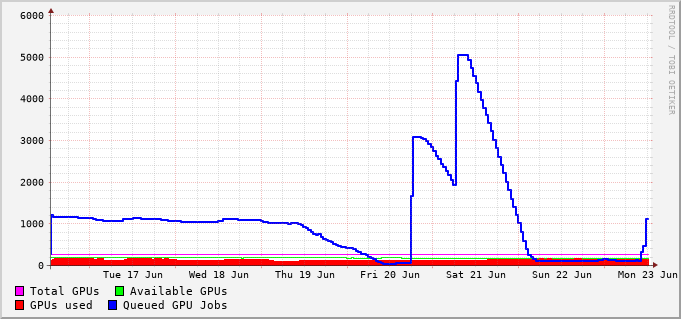 6000
5000
4000
3000
2000
1000
0
Tue 17 Jun Wed 18 Jun Thu 19 Jun Fri 20 Jun Sat 21 Jun Sun 22 Jun Mon 23 Jun
Total GPUs Available GPUs
GPUs used Queued GPU Jobs
RRDTOOL / TOBI OETIKER